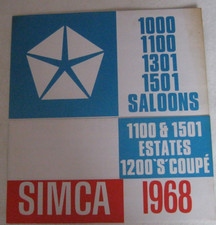 1000
1100
1301
1501
SALOONS
1100 & 1501
ESTATES
1200 'S' COUPÉ
SIMCA 1968